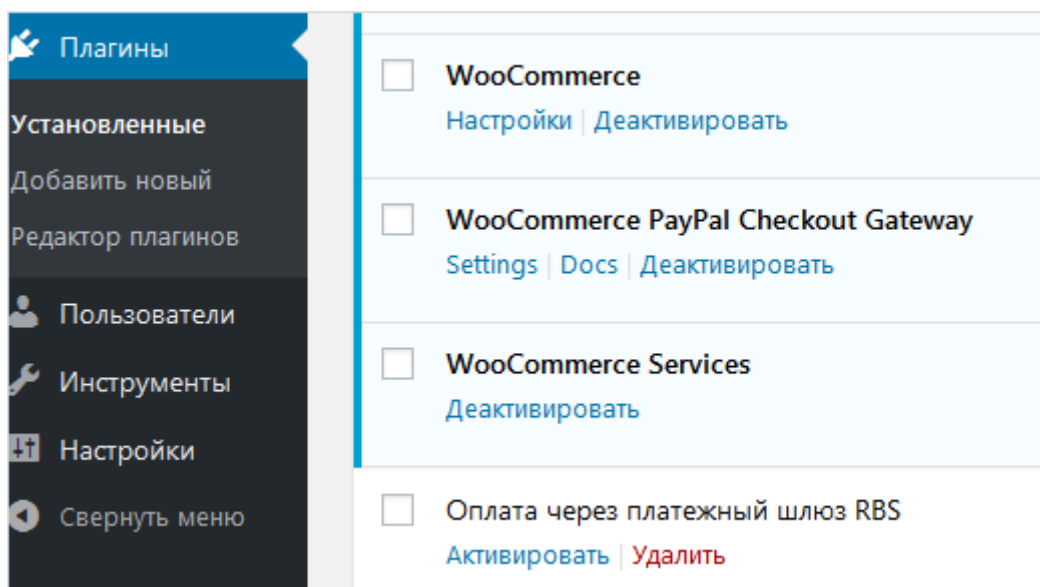 Плагины
Установленные
Добавить новый
Редактор плагинов
Пользователи
Инструменты
Настройки
Свернуть меню
WooCommerce
Настройки | Деактивировать
WooCommerce PayPal Checkout Gateway
Settings | Docs | Деактивировать
WooCommerce Services
Деактивировать
Оплата через платежный шлюз RBS
Активировать | Удалить